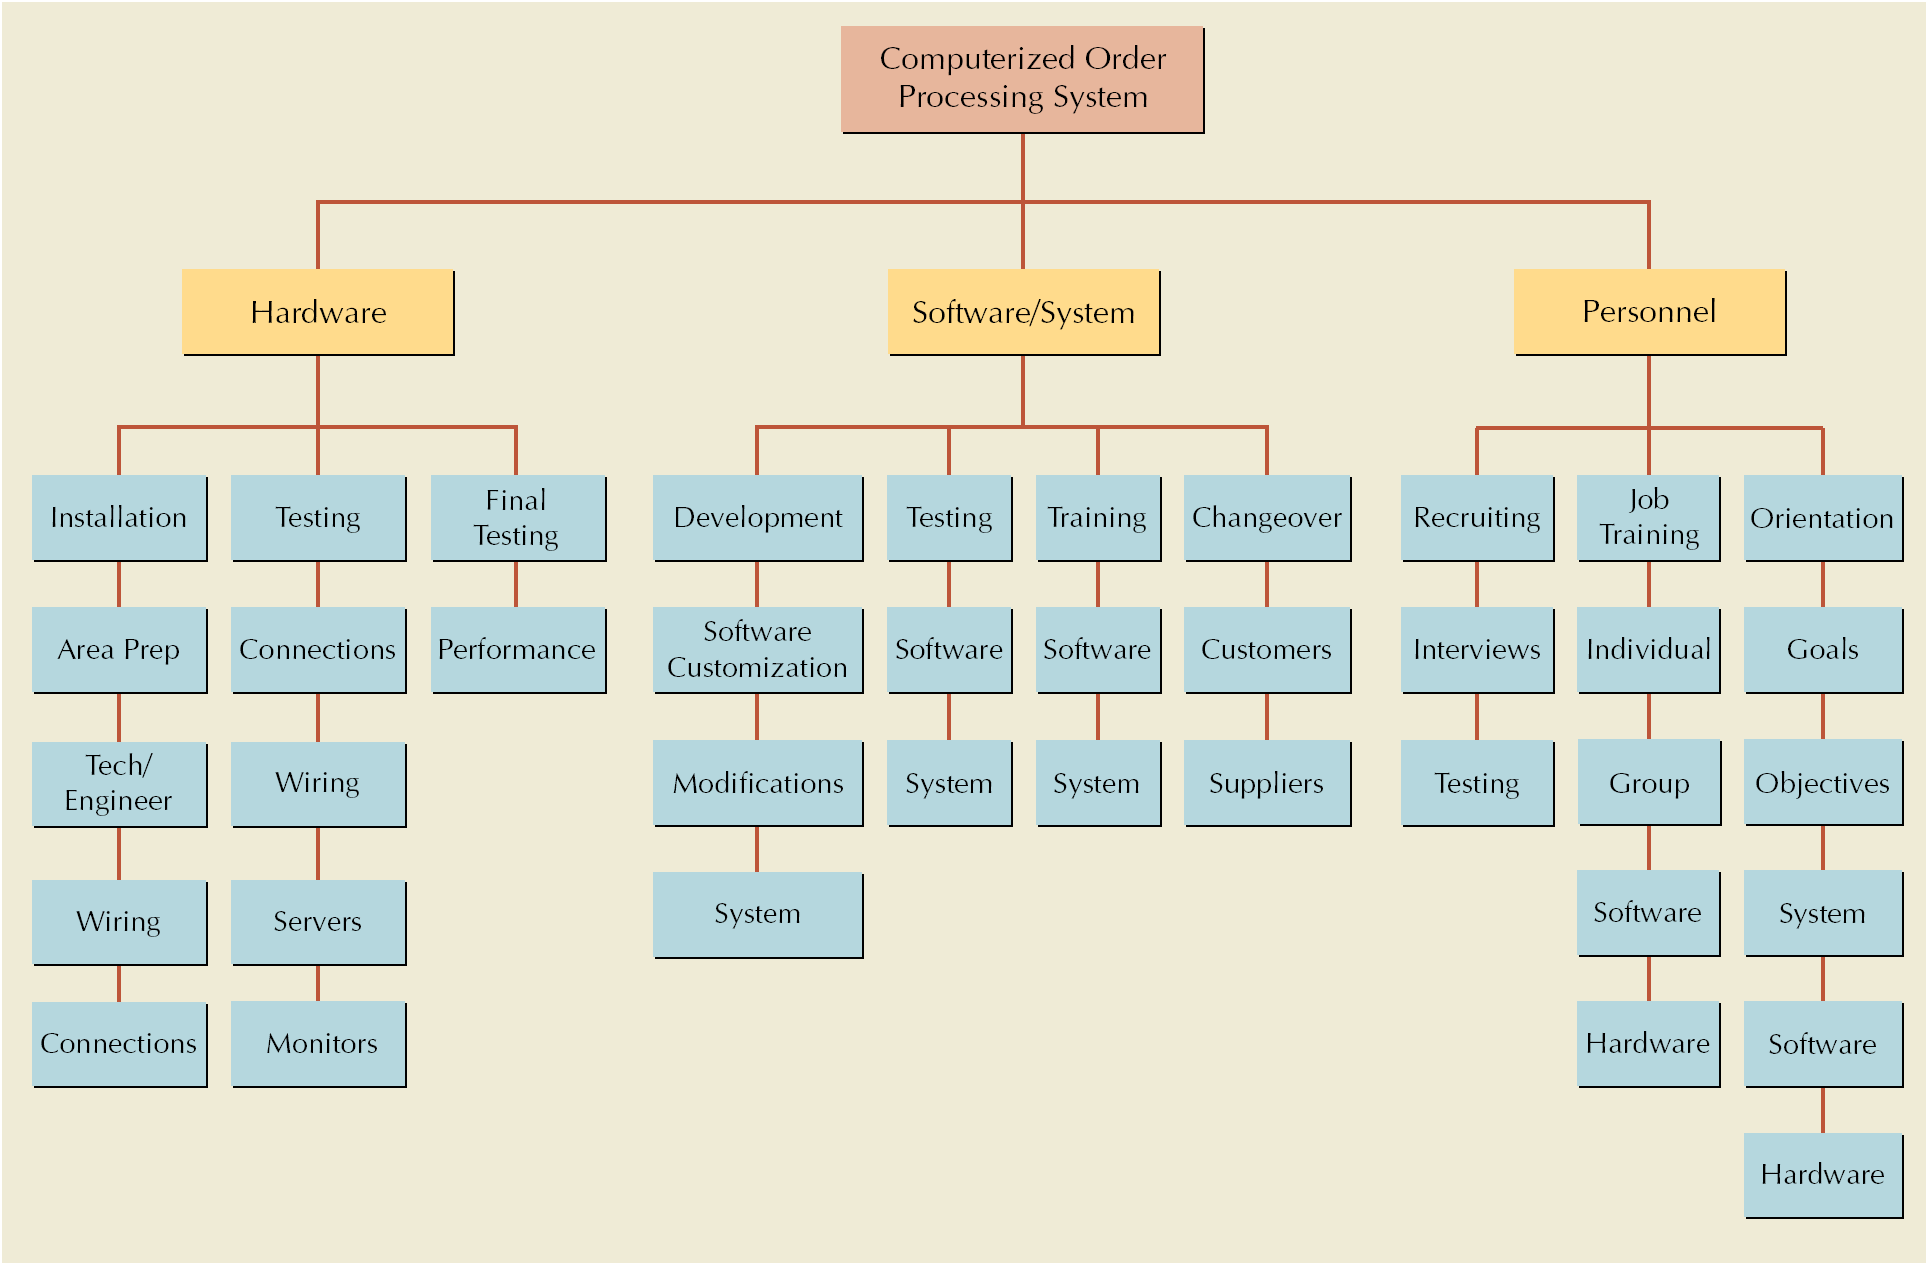 Computerized Order
Processing System
Hardware
Software/System
Personnel
Installation
Testing
Final
Testing
Development
Testing
Training
Changeover
Recruiting
Job
Training
Orientation
Area Prep
Connections
Performance
Software
Customization
Software
Software
Customers
Interviews
Individual
Goals
Tech/
Engineer
Wiring
Modifications
System
System
Suppliers
Testing
Group
Objectives
Wiring
Servers
System
Software
System
Connections
Monitors
Hardware
Software
Hardware